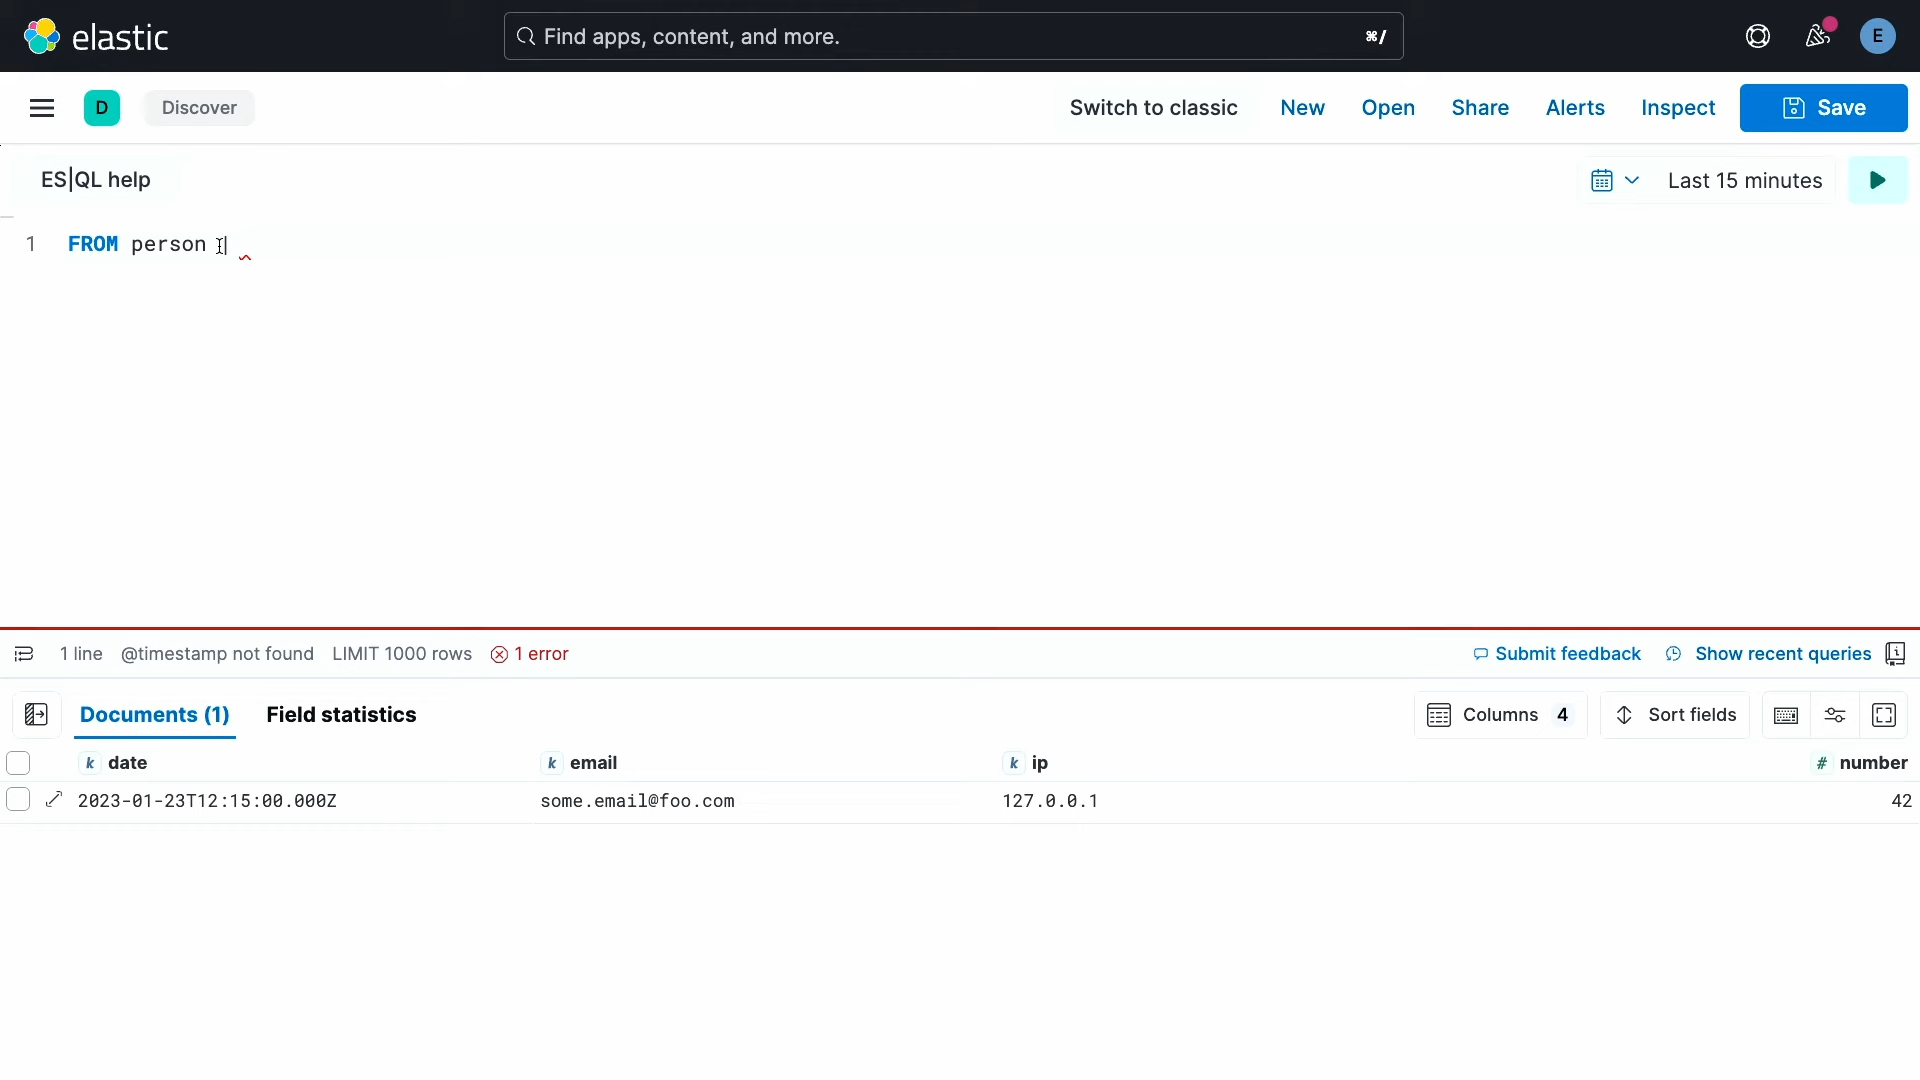 elastic
Find apps, content, and more.
⌘/
E
D
Discover
Switch to classic
New
Open
Share
Alerts
Inspect
Save
ES|QL help
Last 15 minutes
1 FROM person |
1 line @timestamp not found LIMIT 1000 rows 1 error
Submit feedback
Show recent queries
Documents (1)
Field statistics
Columns 4
Sort fields
k date k email k ip # number
2023-01-23T12:15:00.000Z some.email@foo.com 127.0.0.1 42